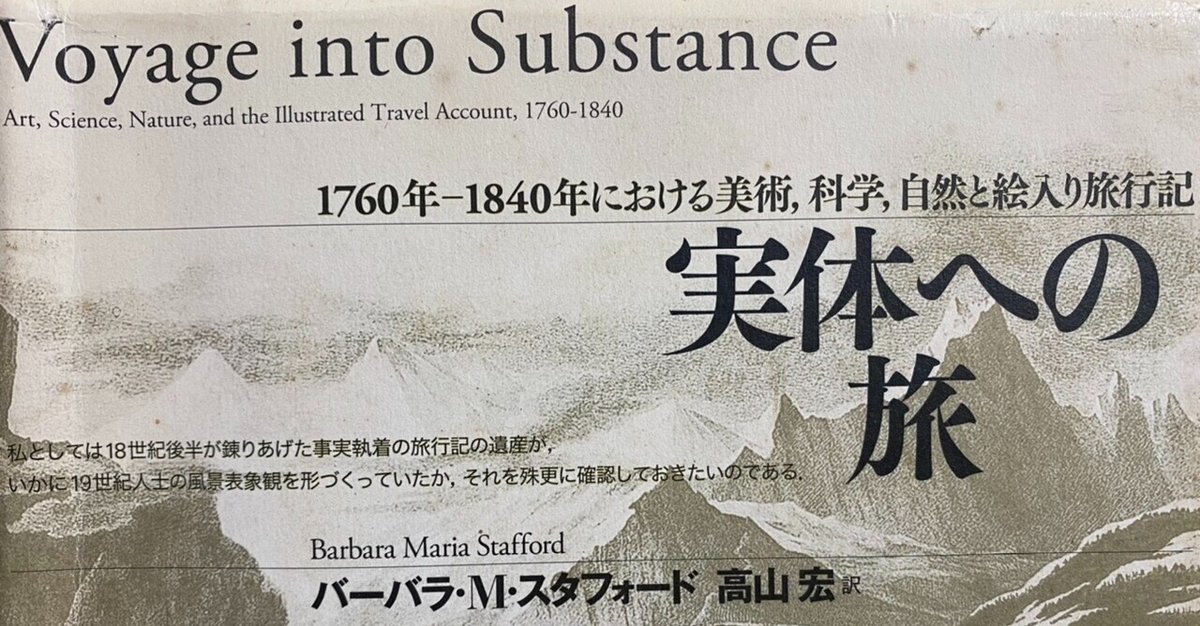 Voyage into Substance
Art, Science, Nature, and the Illustrated Travel Account, 1760-1840
1760年−1840年における美術, 科学, 自然と絵入り旅行記
実体への
旅
私としては18世紀後半が錬りあげた事実執着の旅行記の遺産が,
いかに19世紀人士の風景表象観を形づくっていたか, それを殊更に確認しておきたいのである.
Barbara Maria Stafford
バーバラ・M・スタフォード 高山 宏 訳